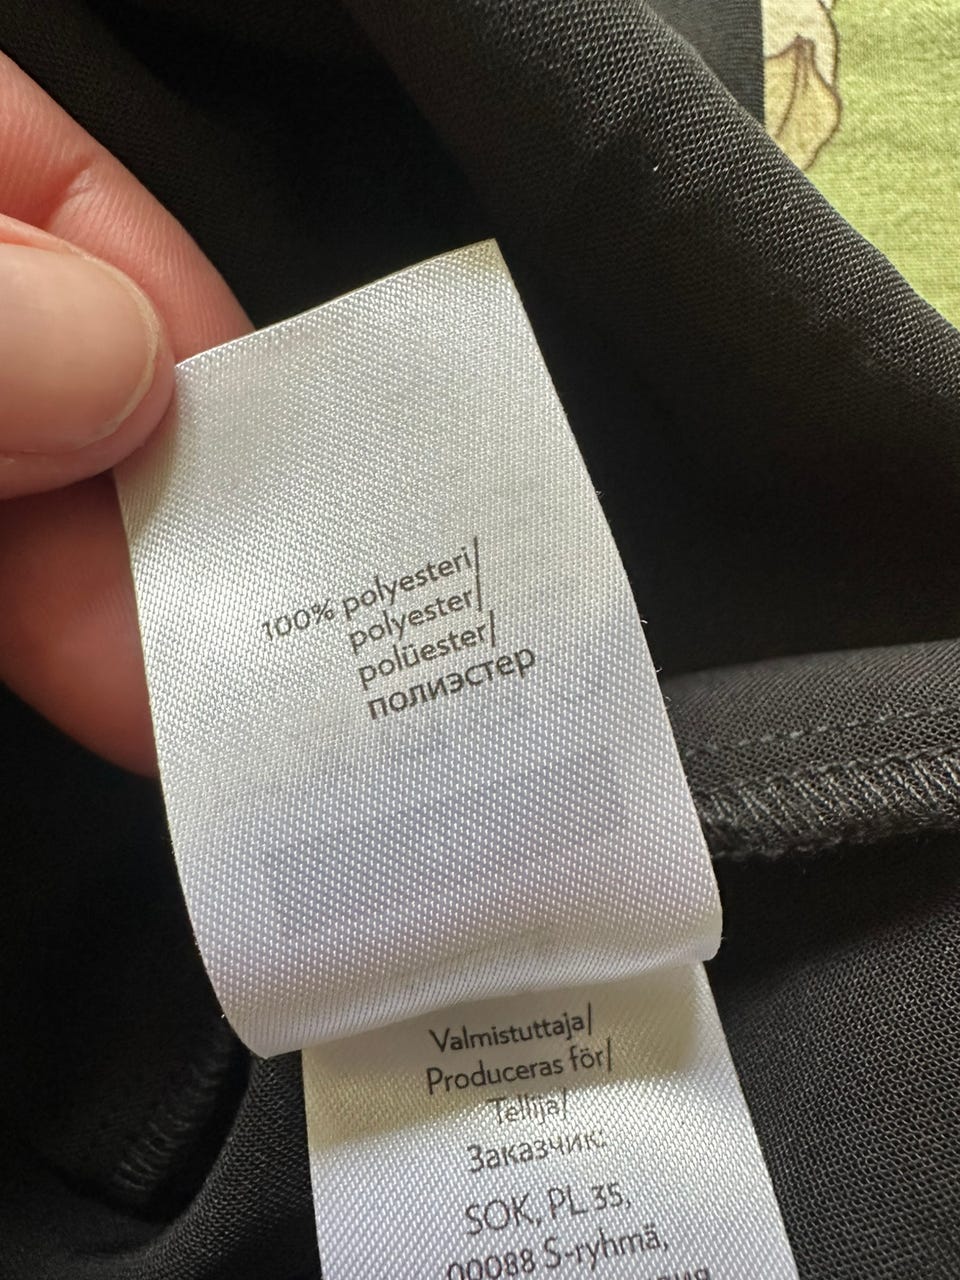 100% polyesteri/
polyester/
polüester/
полиэстер
Valmistuttaja/
Produceras för/
Tellija/
Заказчик:
SOK, PL 35,
00088 S-ryhmä,